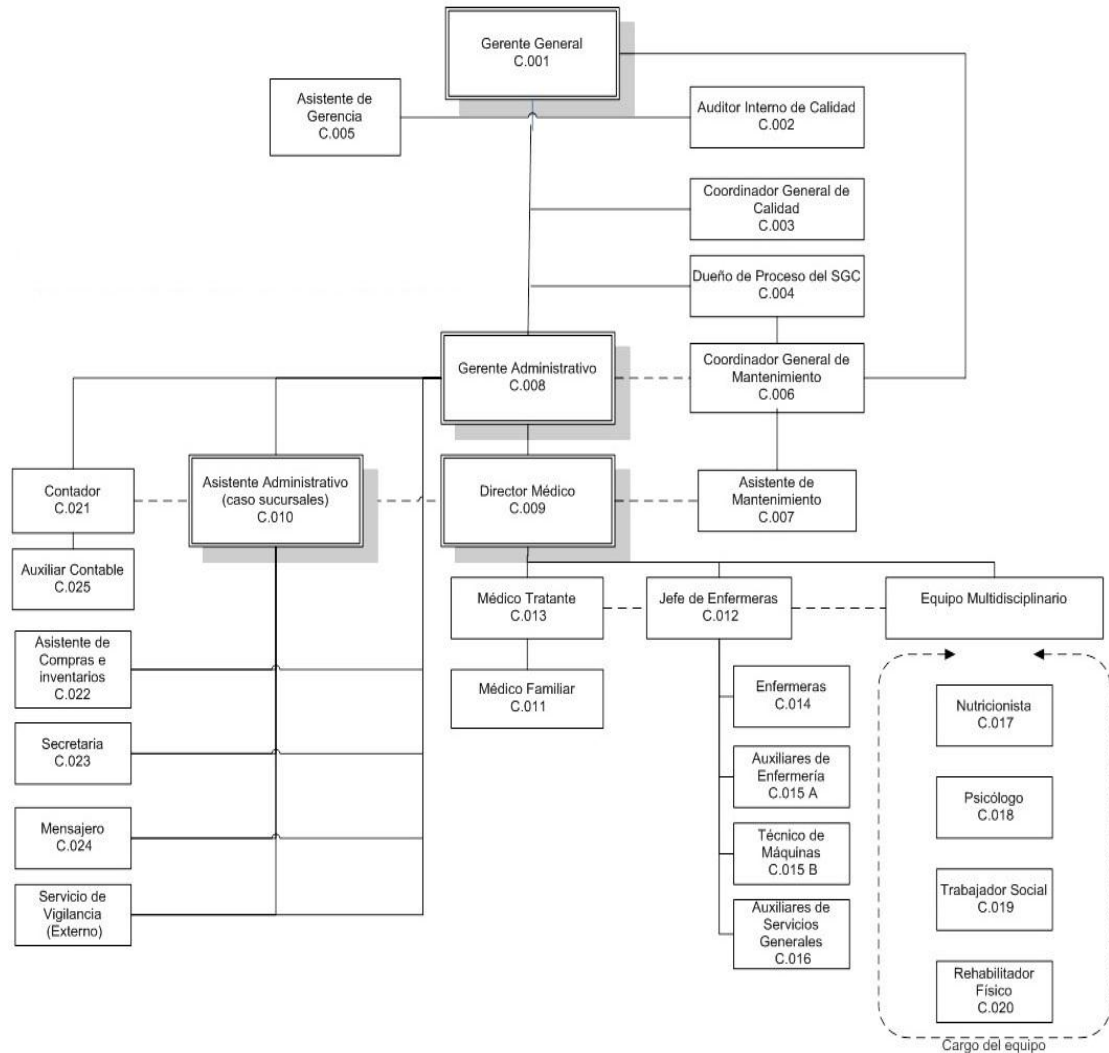 Gerente General
C.001
Asistente de
Gerencia
C.005
Auditor Interno de Calidad
C.002
Coordinador General de
Calidad
C.003
Dueño de Proceso del SGC
C.004
Gerente Administrativo
C.008
Coordinador General de
Mantenimiento
C.006
Contador
C.021
Asistente Administrativo
(caso sucursales)
C.010
Director Médico
C.009
Asistente de
Mantenimiento
C.007
Auxiliar Contable
C.025
Médico Tratante
C.013
Jefe de Enfermeras
C.012
Equipo Multidisciplinario
Asistente de
Compras e
inventarios
C.022
Médico Familiar
C.011
Enfermeras
C.014
Nutricionista
C.017
Secretaria
C.023
Auxiliares de
Enfermería
C.015 A
Psicólogo
C.018
Mensajero
C.024
Técnico de
Máquinas
C.015 B
Trabajador Social
C.019
Servicio de
Vigilancia
(Externo)
Auxiliares de
Servicios
Generales
C.016
Rehabilitador
Físico
C.020
Cargo del equipo